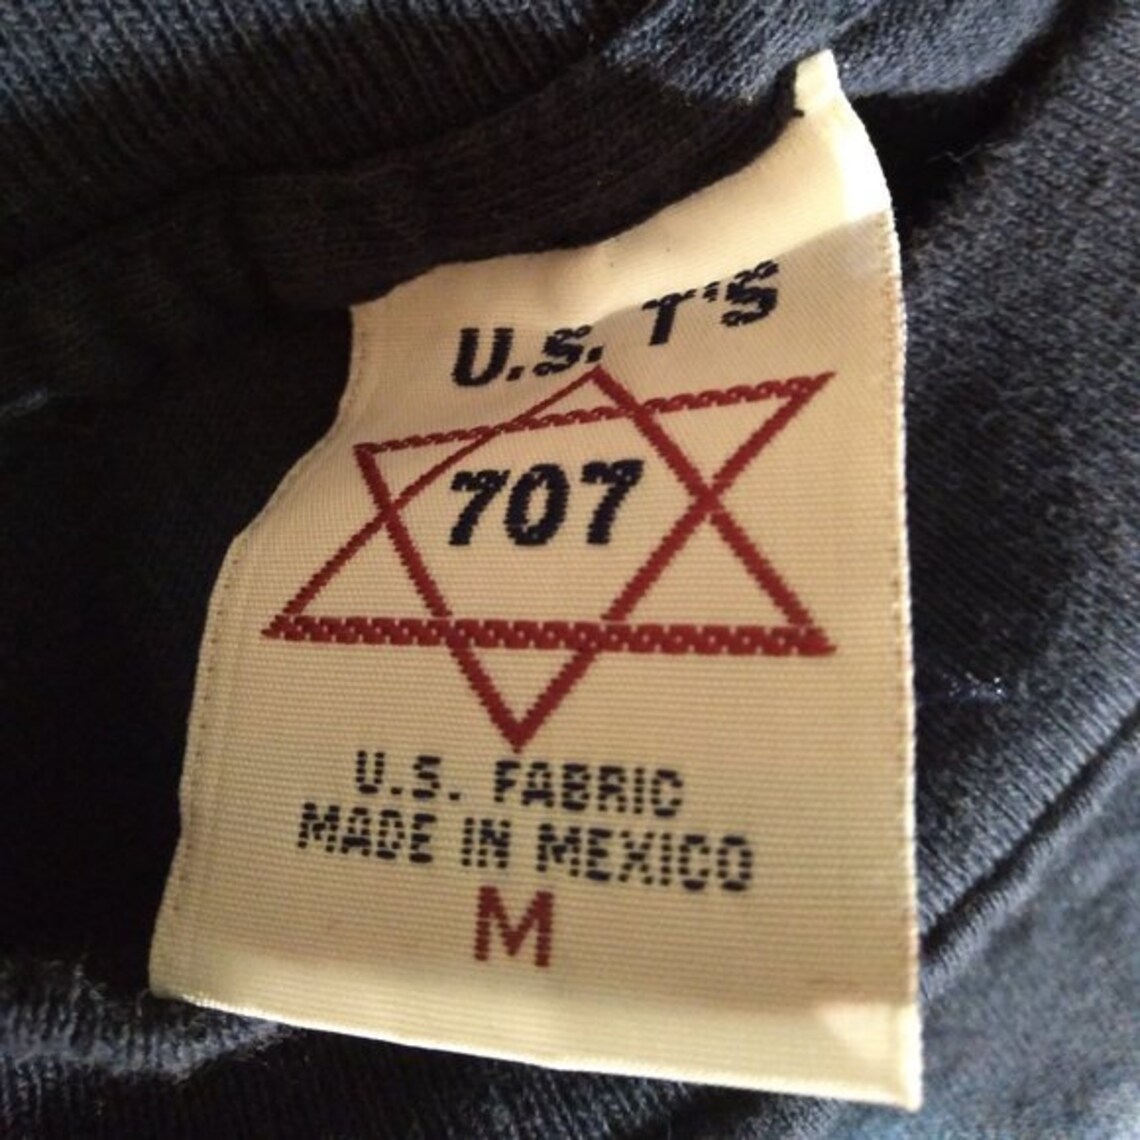 U.S. T'S
707
U.S. FABRIC
MADE IN MEXICO
M